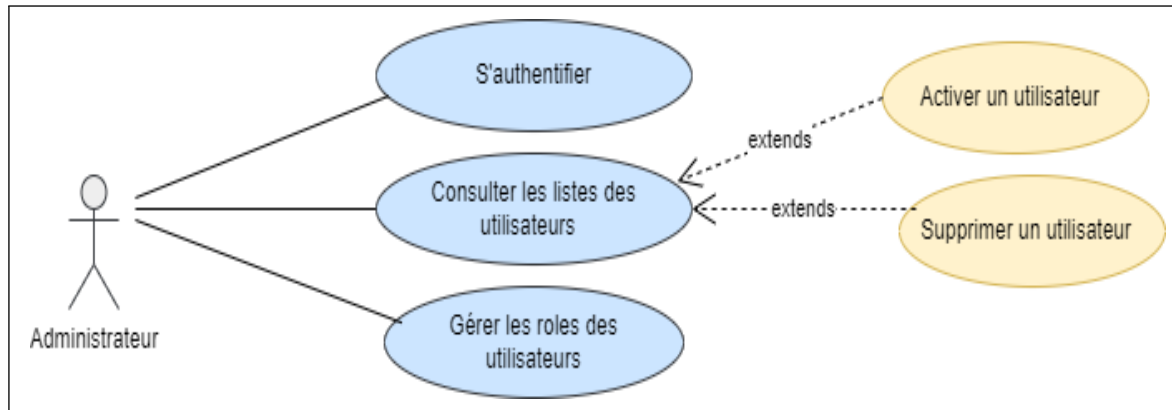 S'authentifier
Activer un utilisateur
extends
Consulter les listes des
utilisateurs
extends
Supprimer un utilisateur
Administrateur
Gérer les roles des
utilisateurs